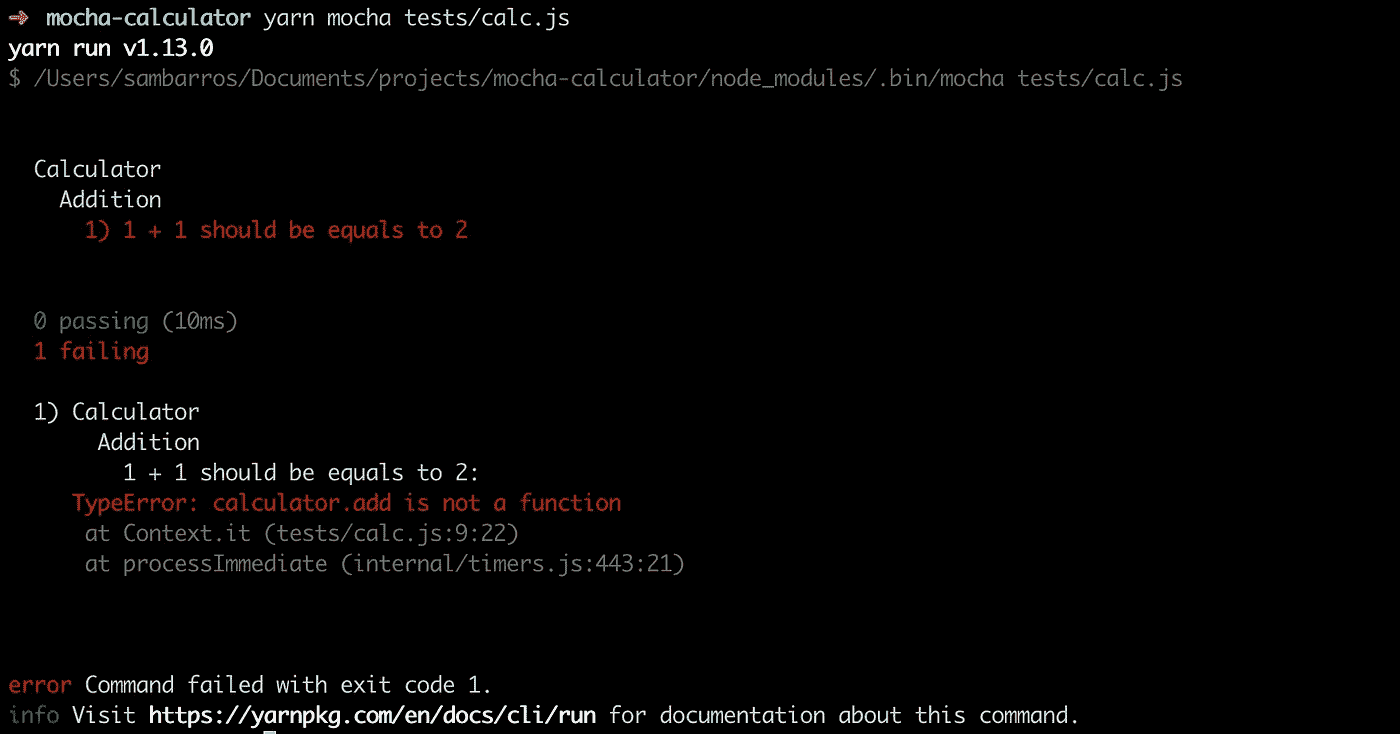 ➜ mocha-calculator yarn mocha tests/calc.js
yarn run v1.13.0
$ /Users/sambarros/Documents/projects/mocha-calculator/node_modules/.bin/mocha tests/calc.js
Calculator
Addition
1) 1 + 1 should be equals to 2
0 passing (10ms)
1 failing
1) Calculator
Addition
1 + 1 should be equals to 2:
TypeError: calculator.add is not a function
at Context.it (tests/calc.js:9:22)
at processImmediate (internal/timers.js:443:21)
error Command failed with exit code 1.
info Visit https://yarnpkg.com/en/docs/cli/run for documentation about this command.